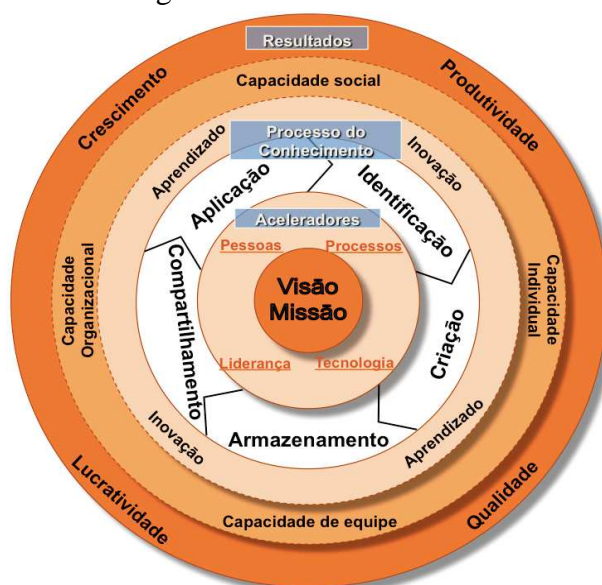 Resultados
Crescimento
Produtividade
Capacidade social
Processo do
Conhecimento
Aprendizado
Inovação
Aplicação
Identificação
Aceleradores
Pessoas
Processos
Visão
Missão
Capacidade
Organizacional
Capacidade
Individual
Compartilhamento
Criação
Liderança
Tecnologia
Armazenamento
Inovação
Aprendizado
Lucratividade
Qualidade
Capacidade de equipe